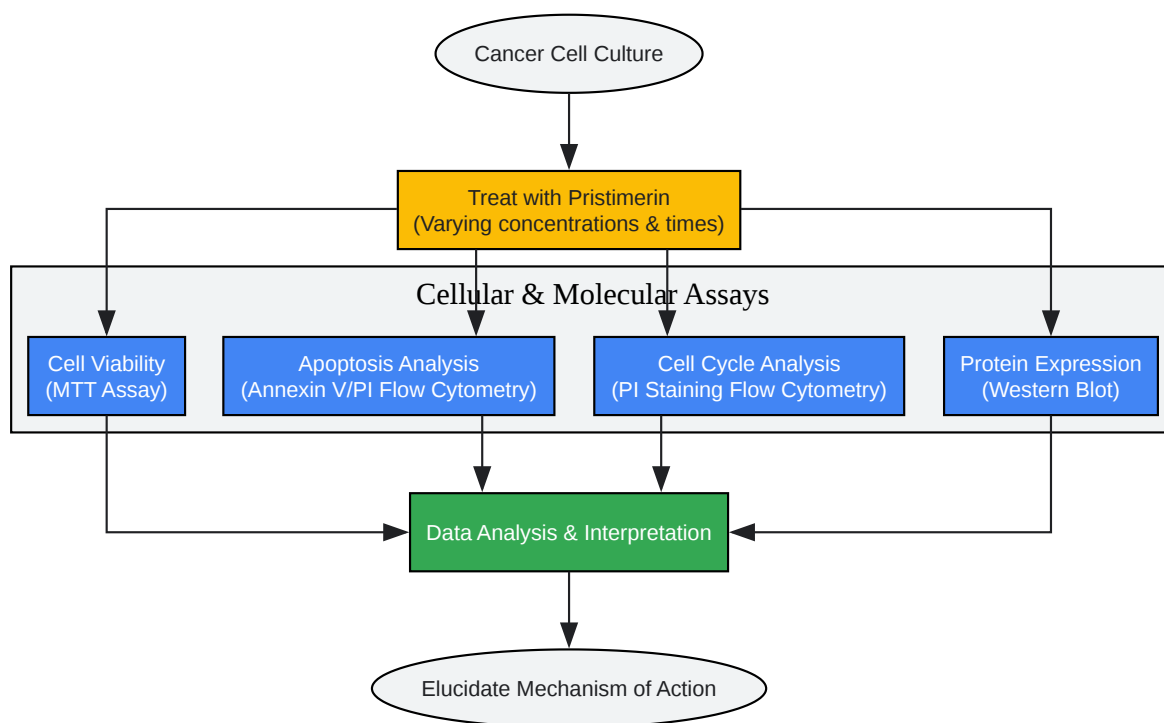 Cancer Cell Culture
Treat with Pristimerin
(Varying concentrations & times)
Cellular & Molecular Assays
Cell Viability
(MTT Assay)
Apoptosis Analysis
(Annexin V/PI Flow Cytometry)
Cell Cycle Analysis
(PI Staining Flow Cytometry)
Protein Expression
(Western Blot)
Data Analysis & Interpretation
Elucidate Mechanism of Action